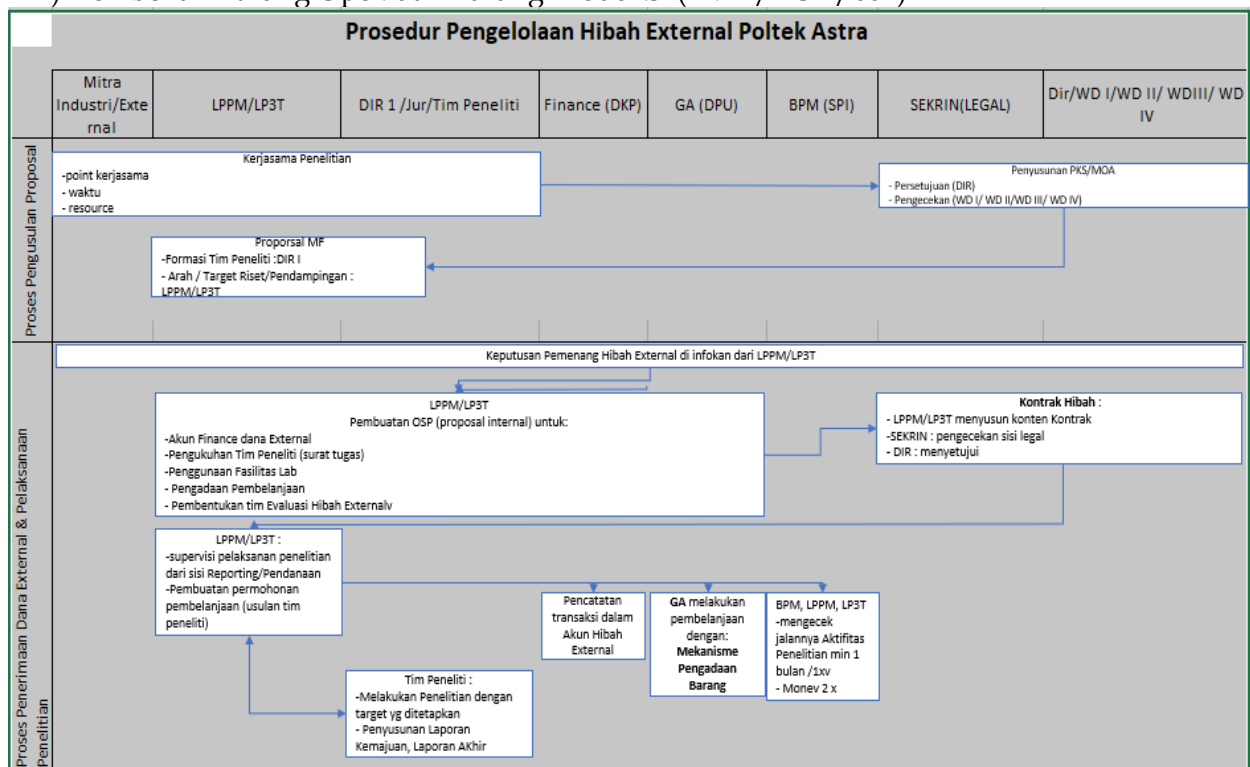 Prosedur Pengelolaan Hibah External Poltek Astra
Mitra
Industri/Exte
rnal
LPPM/LP3T
DIR 1 /Jur/Tim Peneliti
Finance (DKP)
GA (DPU)
BPM (SPI)
SEKRIN(LEGAL)
Dir/WD I/WD II/ WDIII/ WD
IV
Proses Pengusulan Proposal
Kerjasama Penelitian
-point kerjasama
- waktu
- resource
Penyusunan PKS/MOA
- Persetujuan (DIR)
- Pengecekan (WD I/ WD II/WD III/ WD IV)
Proporsal MF
-Formasi Tim Peneliti :DIR I
- Arah / Target Riset/Pendampingan :
LPPM/LP3T
Proses Penerimaan Dana External & Pelaksanaan
Penelitian
Keputusan Pemenang Hibah External di infokan dari LPPM/LP3T
LPPM/LP3T
Pembuatan OSP (proposal internal) untuk:
-Akun Finance dana External
-Pengukuhan Tim Peneliti (surat tugas)
-Penggunaan Fasilitas Lab
- Pengadaan Pembelanjaan
- Pembentukan tim Evaluasi Hibah Externalv
Kontrak Hibah :
- LPPM/LP3T menyusun konten Kontrak
-SEKRIN : pengecekan sisi legal
- DIR : menyetujui
LPPM/LP3T :
-supervisi pelaksanan penelitian
dari sisi Reporting/Pendanaan
-Pembuatan permohonan
pembelanjaan (usulan tim
peneliti)
Pencatatan
transaksi dalam
Akun Hibah
External
GA melakukan
pembelanjaan
dengan:
Mekanisme
Pengadaan
Barang
BPM, LPPM, LP3T
-mengecek
jalannya Aktifitas
Penelitian min 1
bulan /1xv
- Monev 2 x
Tim Peneliti :
-Melakukan Penelitian dengan
target yg ditetapkan
- Penyusunan Laporan
Kemajuan, Laporan AKhir